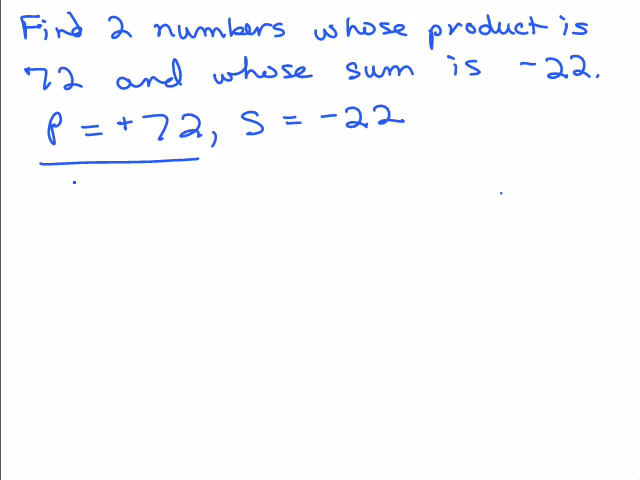 Find 2 numbers whose product is
72 and whose sum is -22.
P = +72, S = -22